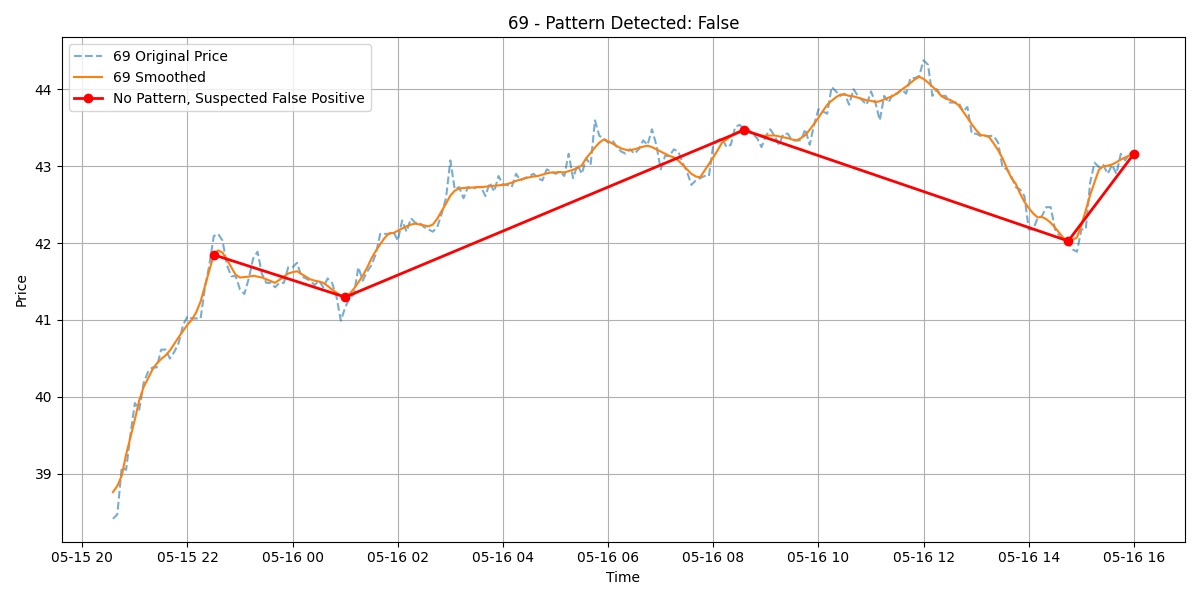 69 - Pattern Detected: False
69 Original Price
69 Smoothed
No Pattern, Suspected False Positive
Price
44
43
42
41
40
39
05-15 20 05-15 22 05-16 00 05-16 02 05-16 04 05-16 06 05-16 08 05-16 10 05-16 12 05-16 14 05-16 16
Time